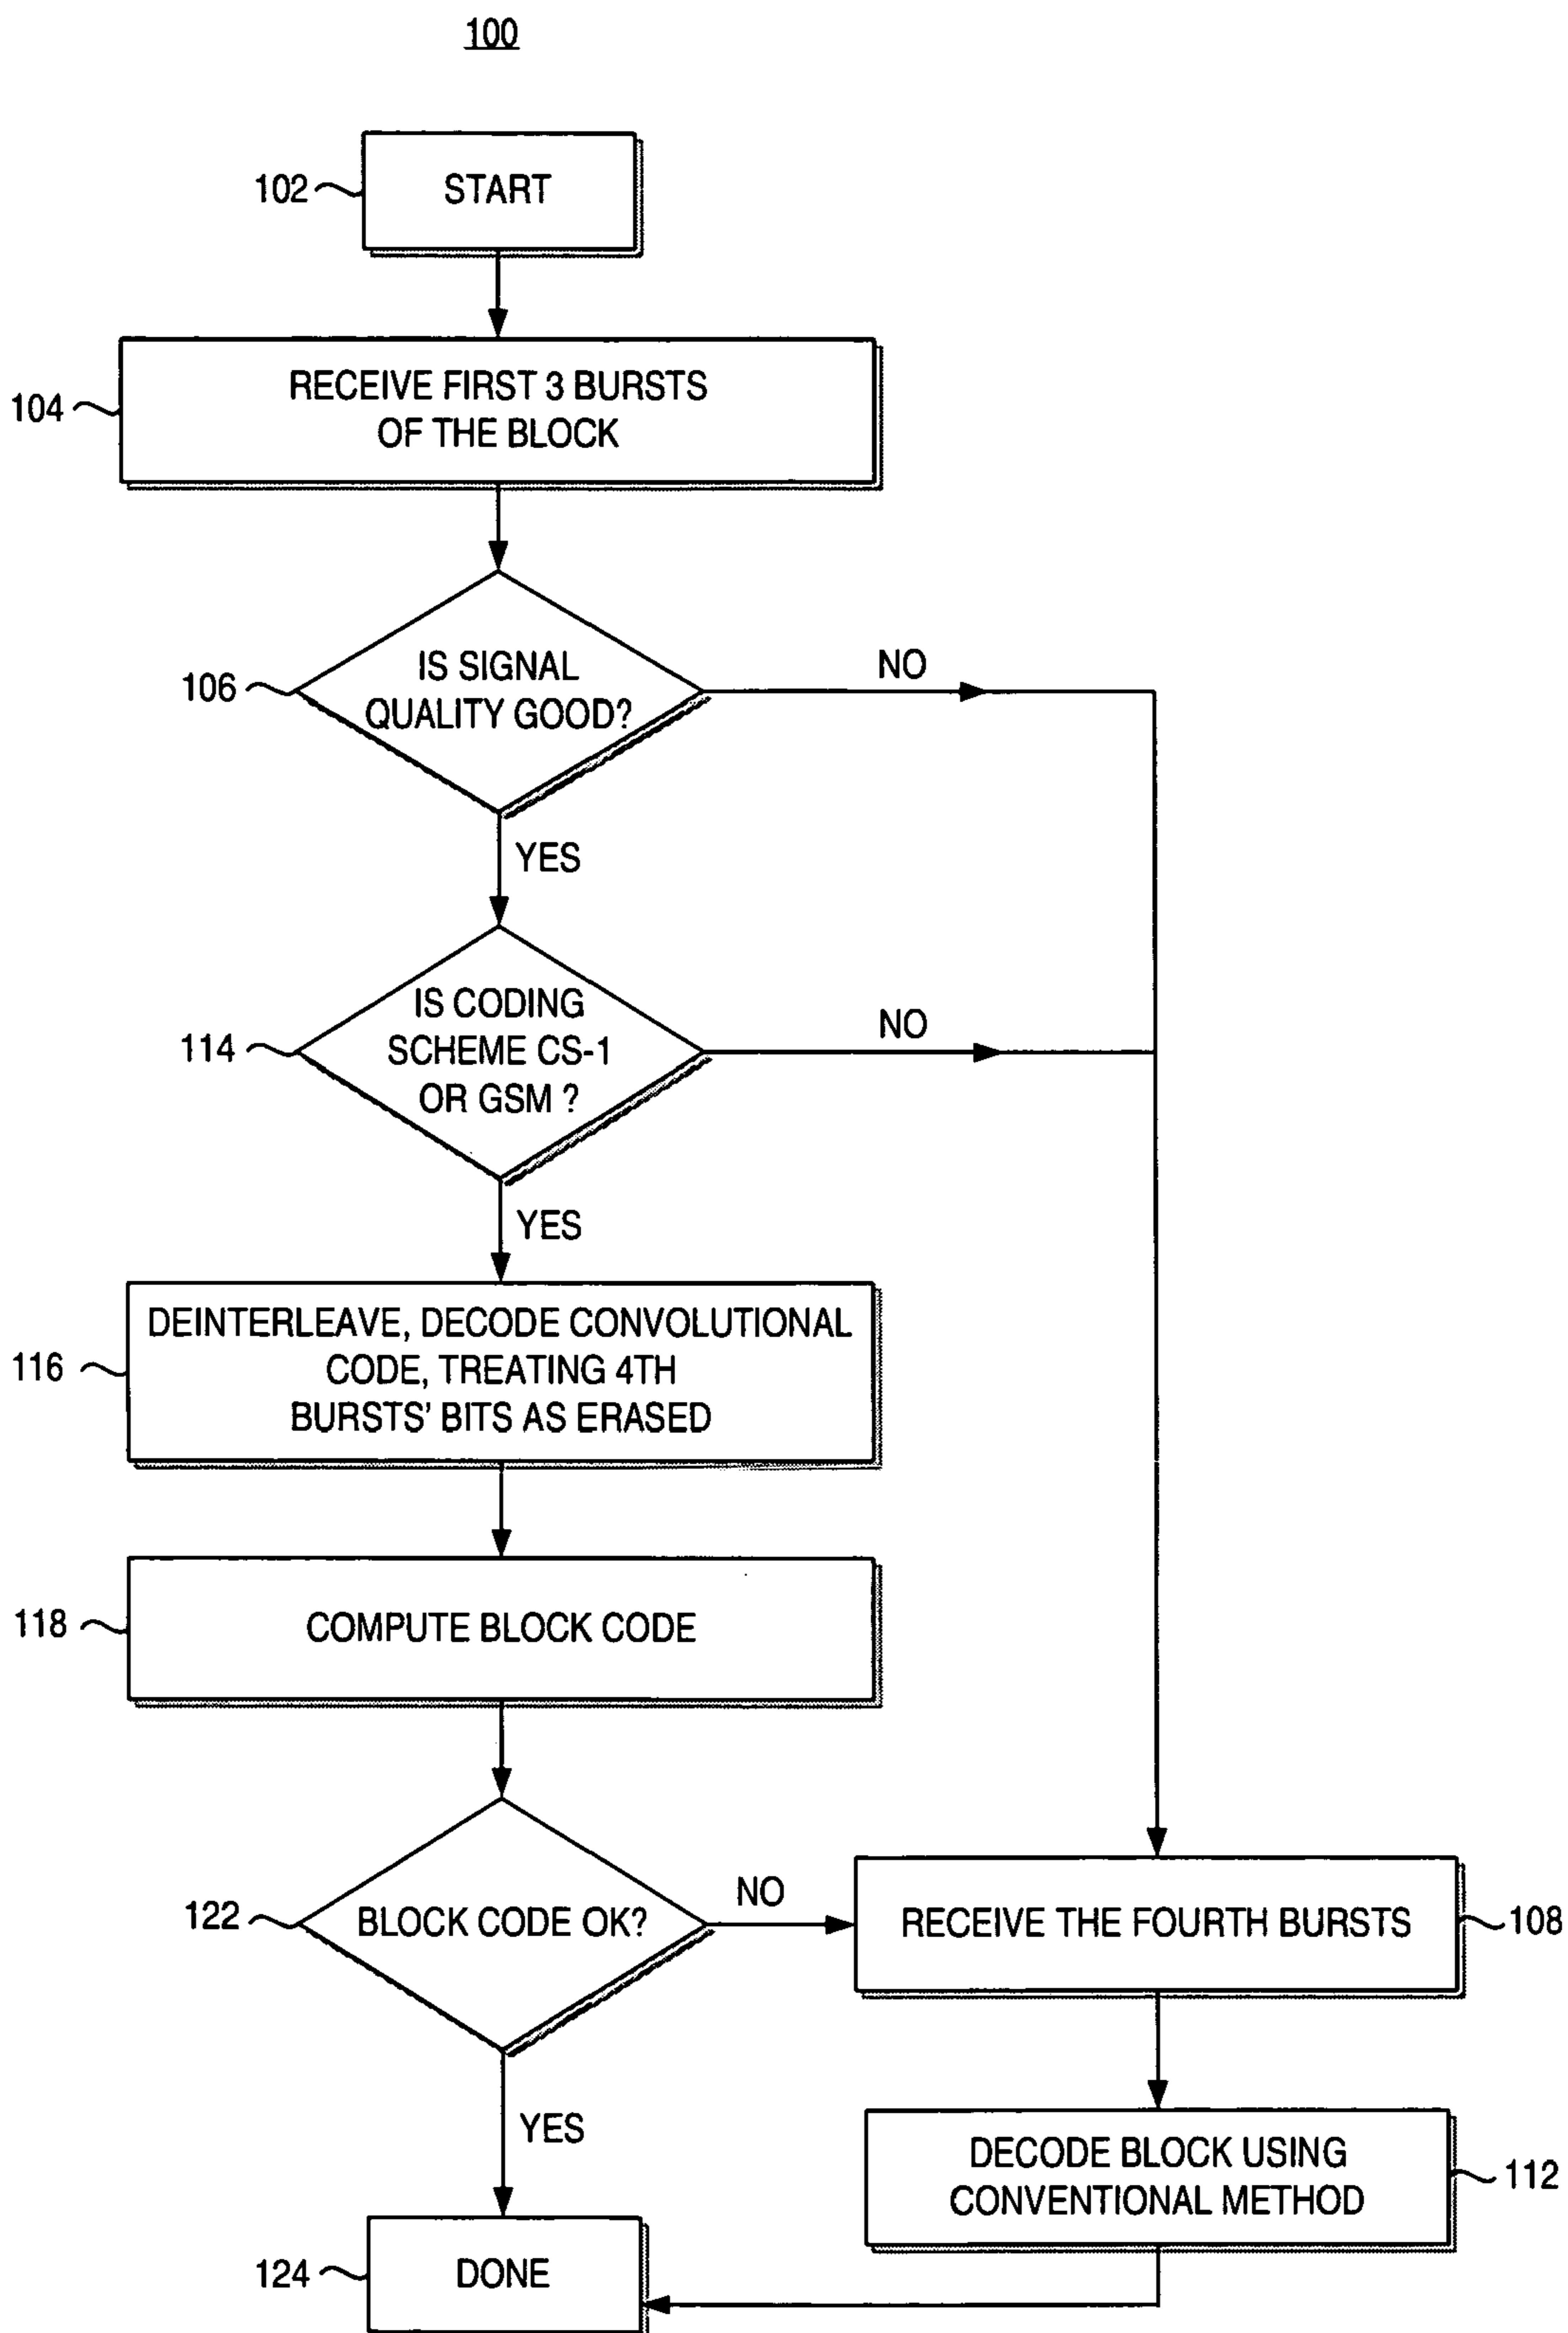 100
102
START
104
RECEIVE FIRST 3 BURSTS
OF THE BLOCK
106
IS SIGNAL
QUALITY GOOD?
NO
YES
114
IS CODING
SCHEME CS-1
OR GSM ?
NO
YES
116
DEINTERLEAVE, DECODE CONVOLUTIONAL
CODE, TREATING 4TH
BURSTS' BITS AS ERASED
118
COMPUTE BLOCK CODE
122
BLOCK CODE OK?
NO
RECEIVE THE FOURTH BURSTS
108
YES
DECODE BLOCK USING
CONVENTIONAL METHOD
112
124
DONE